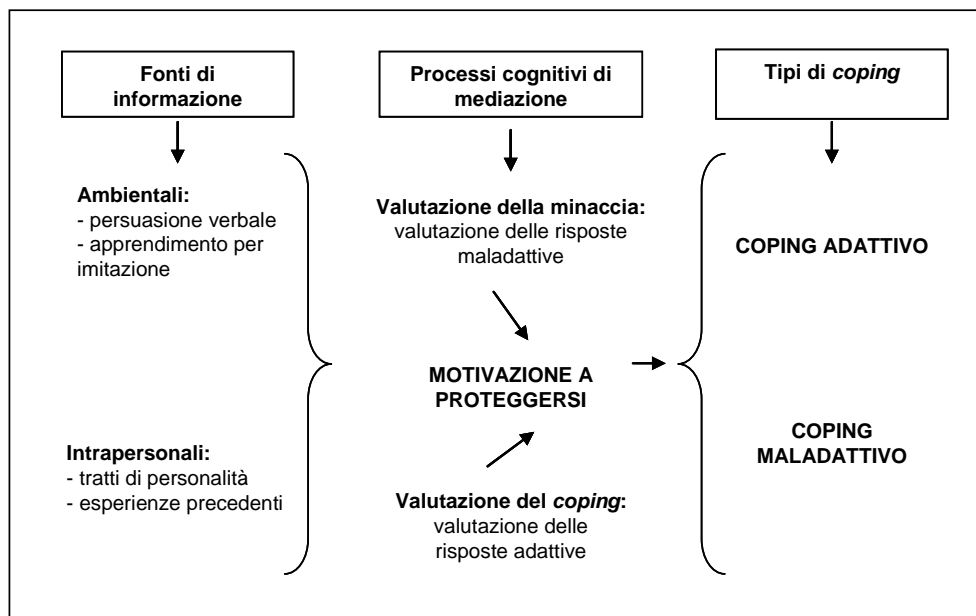 Fonti di
informazione
Ambientali:
- persuasione verbale
- apprendimento per
imitazione
Intrapersonali:
- tratti di personalità
- esperienze precedenti
Processi cognitivi di
mediazione
Valutazione della minaccia:
valutazione delle risposte
maladattive
MOTIVAZIONE A
PROTEGGERSI
Valutazione del coping:
valutazione delle
risposte adattive
Tipi di coping
COPING ADATTIVO
COPING
MALADATTIVO